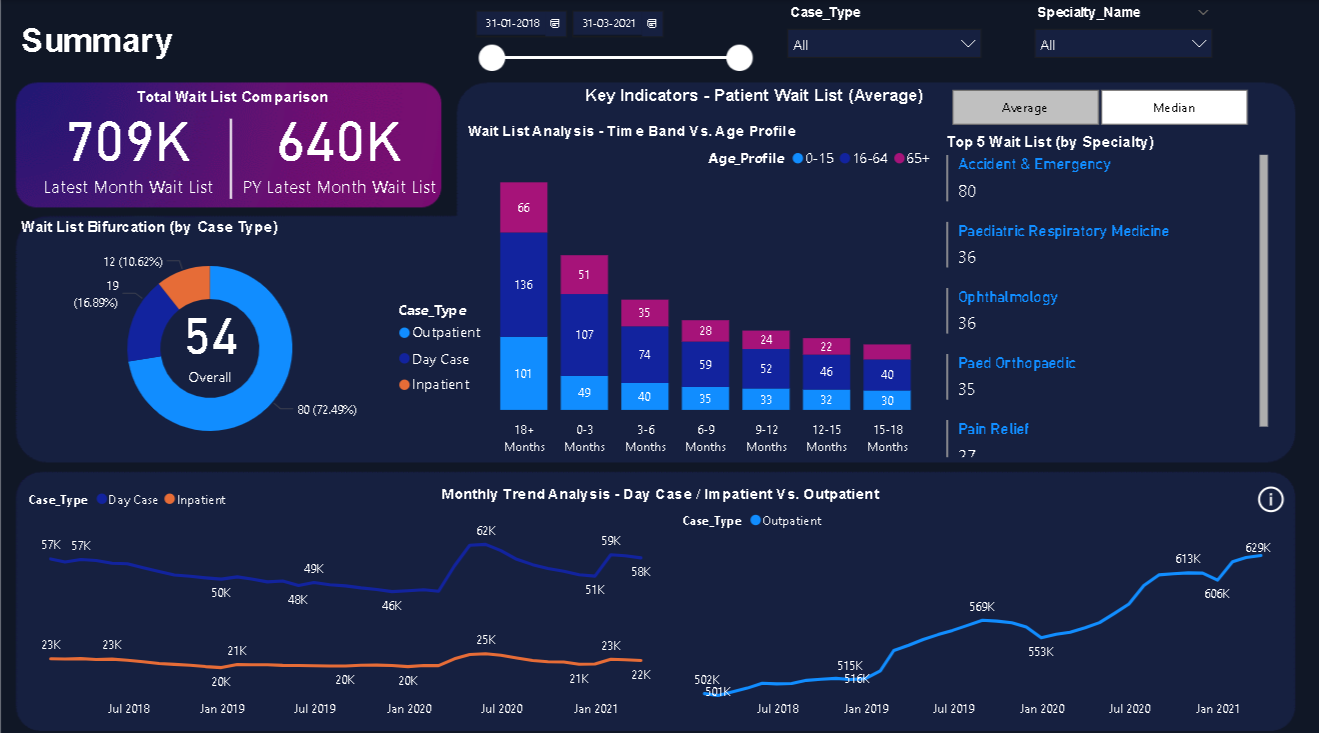 Summary
31-01-2018
31-03-2021
Case_Type
All
Specialty_Name
All
Total Wait List Comparison
709K
Latest Month Wait List
640K
PY Latest Month Wait List
Wait List Bifurcation (by Case Type)
12 (10.62%)
19
(16.89%)
54
Overall
80 (72.49%)
Case_Type
Outpatient
Day Case
Inpatient
Key Indicators - Patient Wait List (Average)
Average
Median
Wait List Analysis - Time Band Vs. Age Profile
Age_Profile 0-15 16-64 65+
66
136
101
51
107
49
35
74
40
28
59
35
24
52
33
22
46
32
40
30
18+
Months
0-3
Months
3-6
Months
6-9
Months
9-12
Months
12-15
Months
15-18
Months
Top 5 Wait List (by Specialty)
Accident & Emergency
80
Paediatric Respiratory Medicine
36
Ophthalmology
36
Paed Orthopaedic
35
Pain Relief
Monthly Trend Analysis - Day Case / Impatient Vs. Outpatient
Case_Type Day Case Inpatient
57K
57K
50K
49K
48K
46K
62K
51K
59K
58K
23K
23K
20K
21K
20K
20K
25K
21K
23K
22K
Jul 2018
Jan 2019
Jul 2019
Jan 2020
Jul 2020
Jan 2021
Case_Type Outpatient
502K
501K
515K
516K
569K
553K
613K
606K
629K
Jul 2018
Jan 2019
Jul 2019
Jan 2020
Jul 2020
Jan 2021